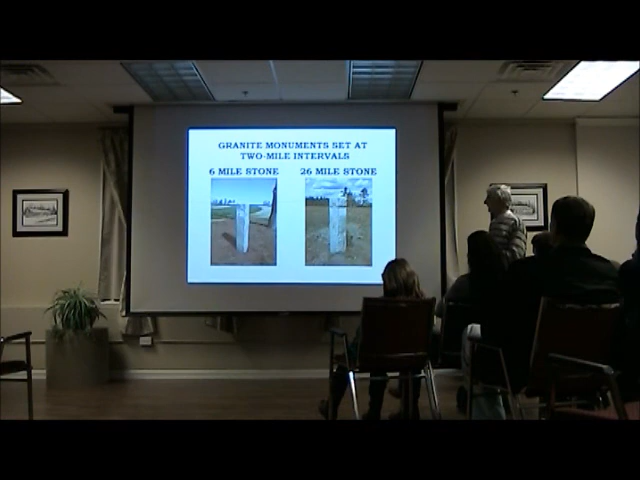 GRANITE MONUMENTS SET AT
TWO-MILE INTERVALS
6 MILE STONE 26 MILE STONE